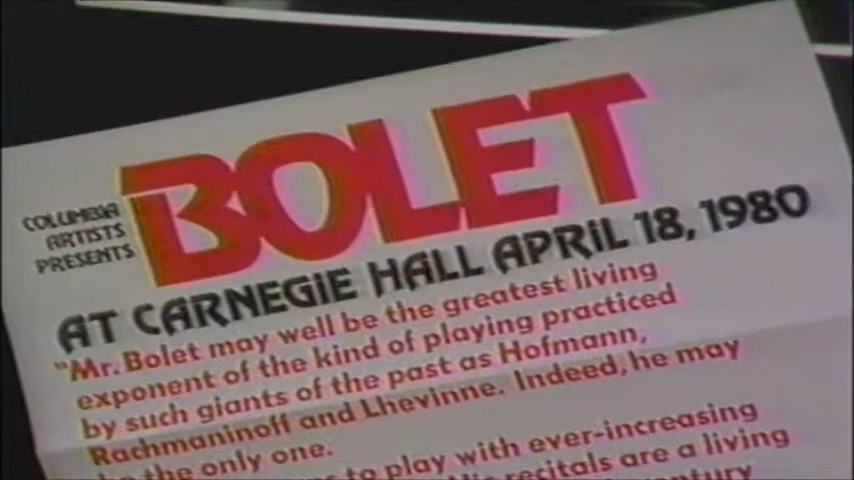 COLUMBIA
ARTISTS
PRESENTS
BOLET
AT CARNEGIE HALL APRIL 18, 1980
"Mr. Bolet may well be the greatest living
exponent of the kind of playing practiced
by such giants of the past as Hofmann,
Rachmaninoff and Lhevinne. Indeed, he may
be the only one.
to play with ever-increasing
recitals are a living
century